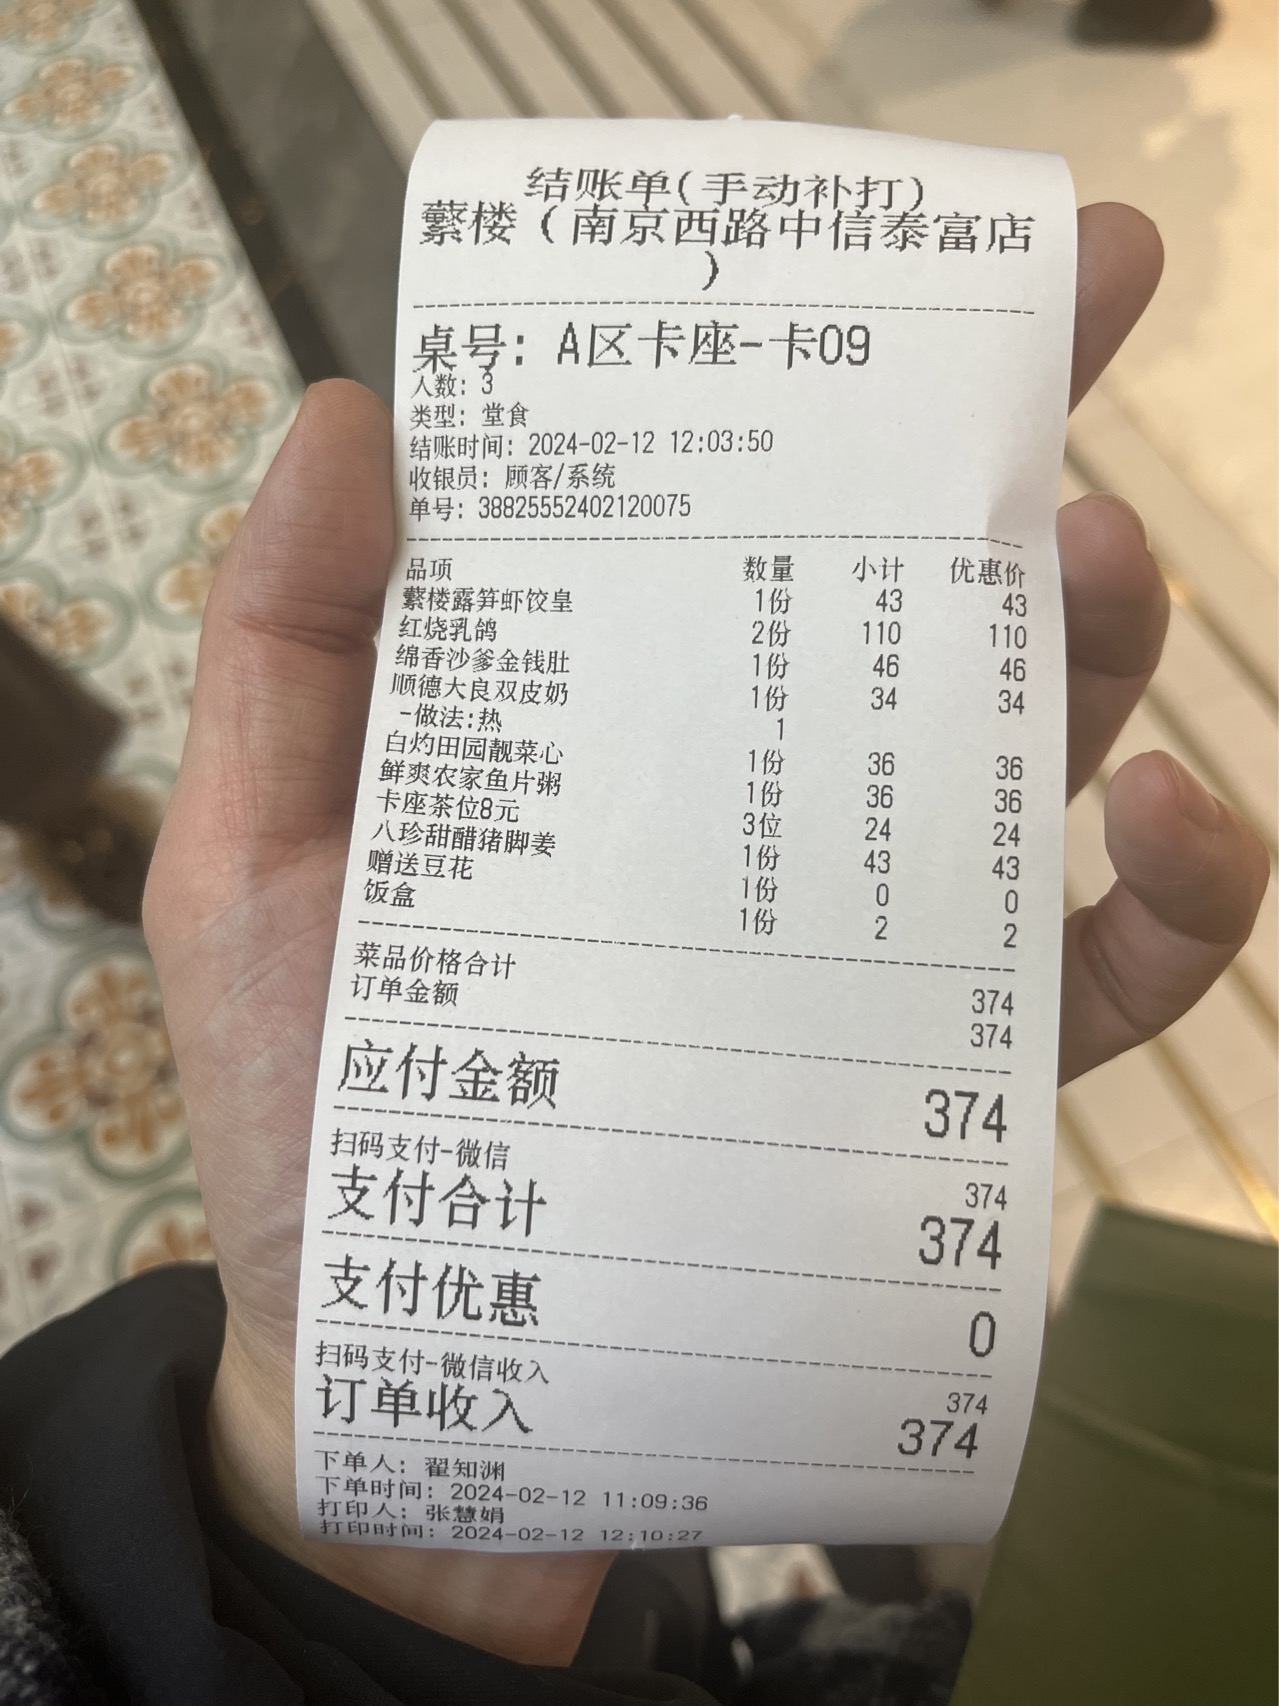 结账单(手动补打)
蘩楼（南京西路中信泰富店
）
桌号: A区卡座-卡09
人数: 3
类型: 堂食
结账时间: 2024-02-12 12:03:50
收银员: 顾客/系统
单号: 38825552402120075
品项 数量 小计 优惠价
蘩楼露笋虾饺皇 1份 43 43
红烧乳鸽 2份 110 110
绵香沙爹金钱肚 1份 46 46
顺德大良双皮奶 1份 34 34
-做法:热 1
白灼田园靓菜心 1份 36 36
鲜爽农家鱼片粥 1份 36 36
卡座茶位8元 3位 24 24
八珍甜醋猪脚姜 1份 43 43
赠送豆花 1份 0 0
饭盒 1份 2 2
菜品价格合计 374
订单金额 374
应付金额 374
扫码支付-微信 374
支付合计 374
支付优惠 0
扫码支付-微信收入 374
订单收入 374
下单人: 翟知渊
下单时间: 2024-02-12 11:09:36
打印人: 张慧娟
打印时间: 2024-02-12 12:10:27